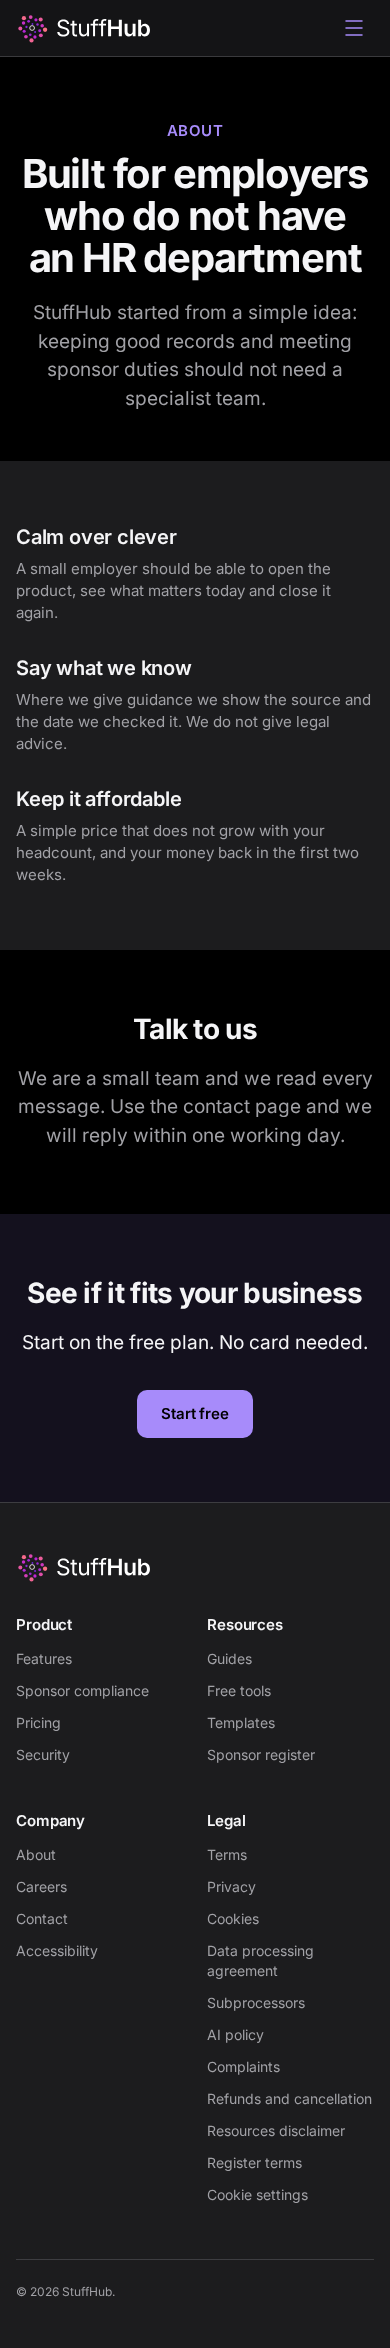 StuffHub
ABOUT
Built for employers
who do not have
an HR department
StuffHub started from a simple idea:
keeping good records and meeting
sponsor duties should not need a
specialist team.
Calm over clever
A small employer should be able to open the
product, see what matters today and close it
again.
Say what we know
Where we give guidance we show the source and
the date we checked it. We do not give legal
advice.
Keep it affordable
A simple price that does not grow with your
headcount, and your money back in the first two
weeks.
Talk to us
We are a small team and we read every
message. Use the contact page and we
will reply within one working day.
See if it fits your business
Start on the free plan. No card needed.
Start free
StuffHub
Product
Features
Sponsor compliance
Pricing
Security
Resources
Guides
Free tools
Templates
Sponsor register
Company
About
Careers
Contact
Accessibility
Legal
Terms
Privacy
Cookies
Data processing
agreement
Subprocessors
AI policy
Complaints
Refunds and cancellation
Resources disclaimer
Register terms
Cookie settings
© 2026 StuffHub.